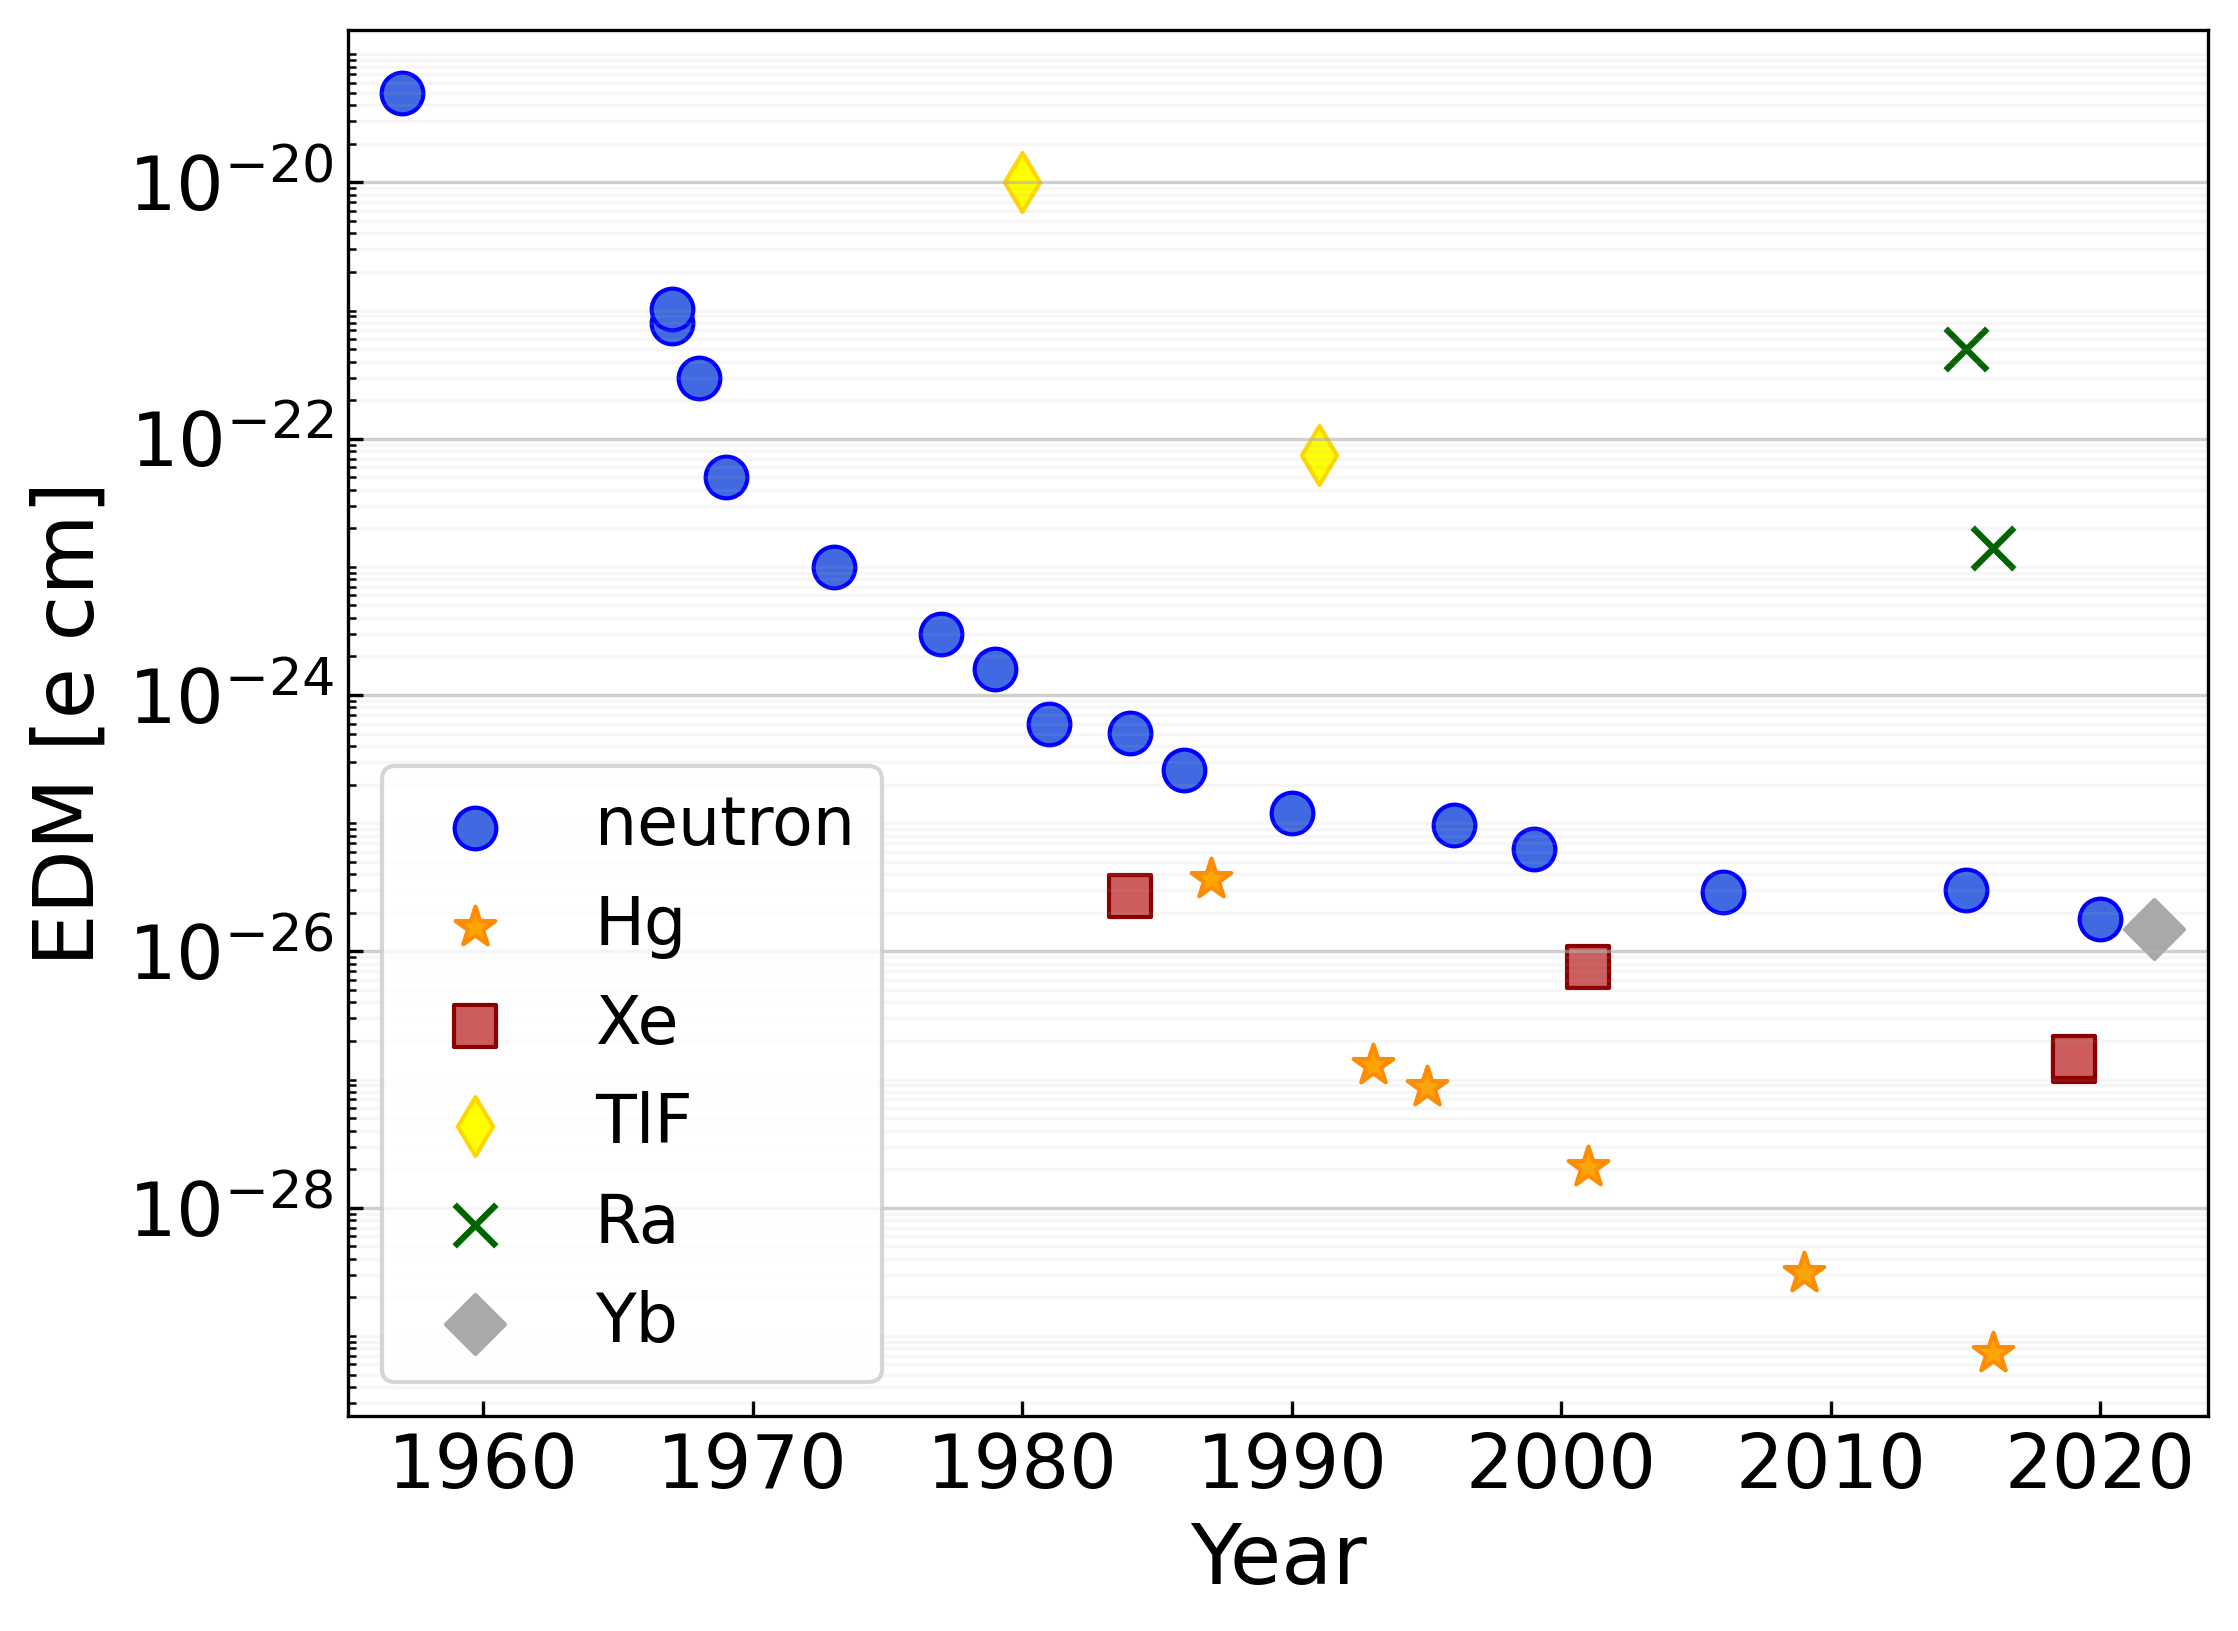 10⁻²⁰
10⁻²²
10⁻²⁴
10⁻²⁶
10⁻²⁸
EDM [e cm]
neutron
Hg
Xe
TlF
Ra
Yb
1960 1970 1980 1990 2000 2010 2020
Year